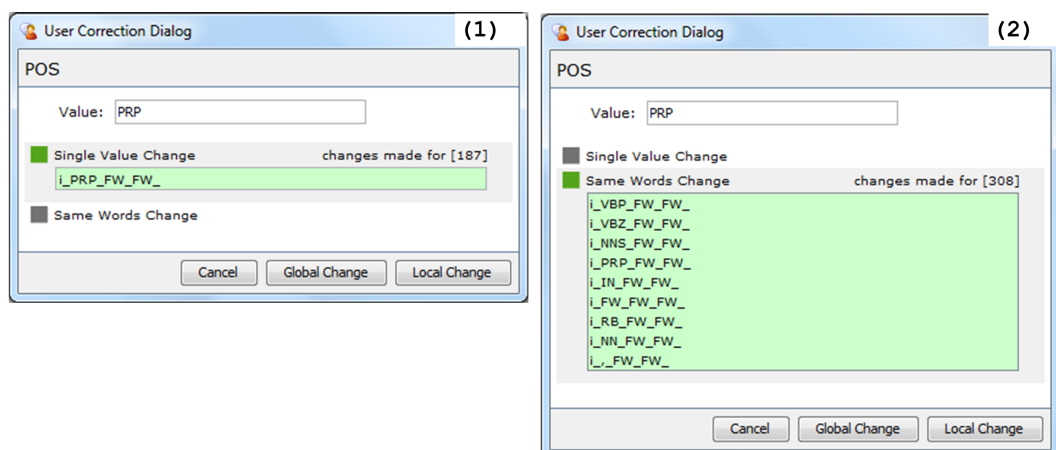 User Correction Dialog (1)
POS
Value: PRP
Single Value Change changes made for [187]
i_PRP_FW_FW_
Same Words Change
Cancel Global Change Local Change
User Correction Dialog (2)
POS
Value: PRP
Single Value Change
Same Words Change changes made for [308]
i_VBP_FW_FW_
i_VBZ_FW_FW_
i_NNS_FW_FW_
i_PRP_FW_FW_
i_IN_FW_FW_
i_FW_FW_FW_
i_RB_FW_FW_
i_NN_FW_FW_
i_,_FW_FW_
Cancel Global Change Local Change